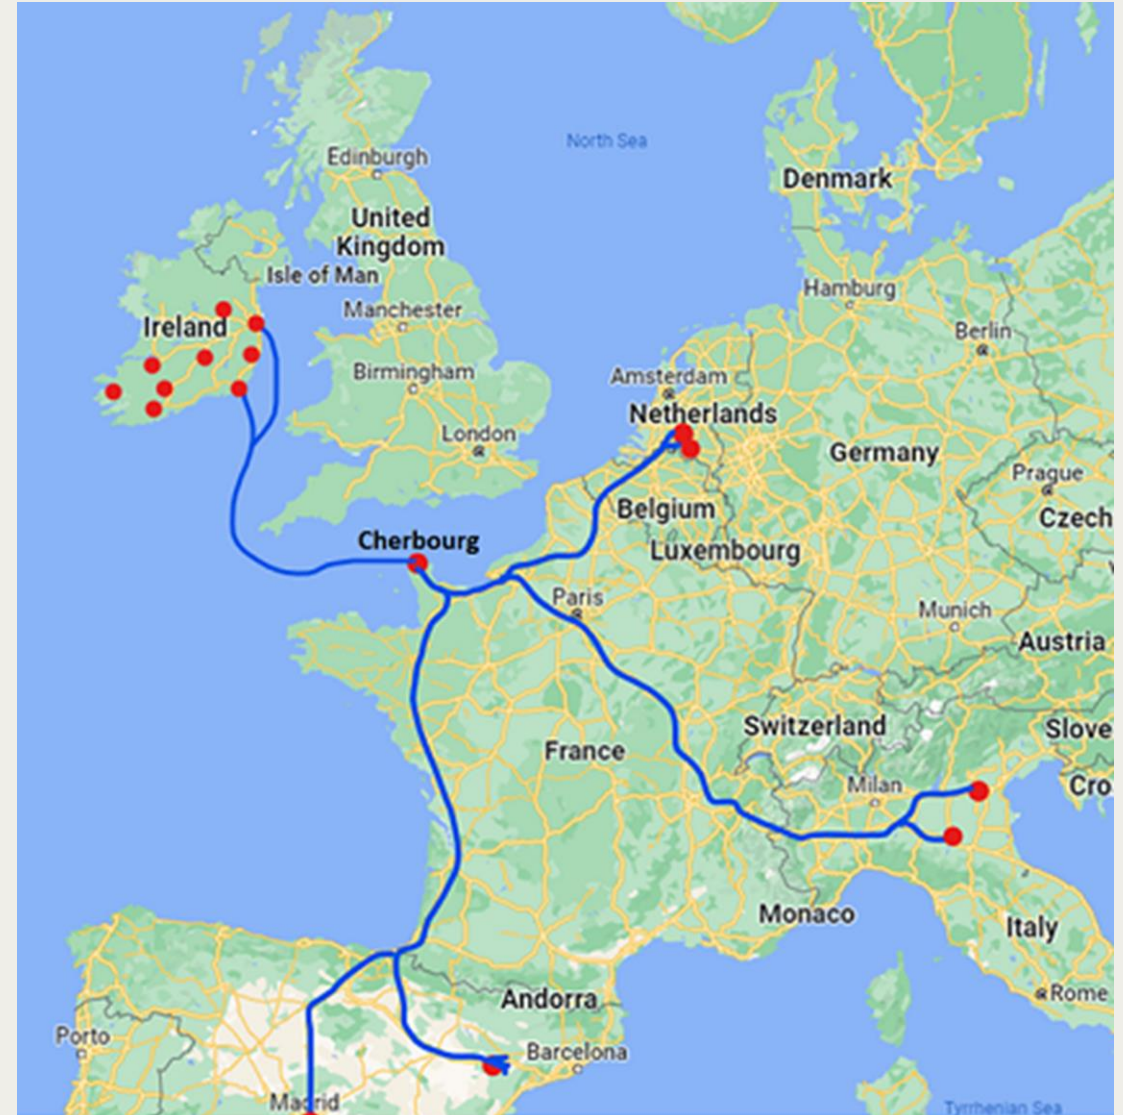 North Sea
Edinburgh
Denmark
United
Kingdom
Isle of Man
Hamburg
Manchester
Ireland
Berlin
Birmingham
Amsterdam
Netherlands
London
Germany
Prague
Belgium
Czech
Cherbourg
Luxembourg
Paris
Munich
Austria
Switzerland
Slove
France
Milan
Cro
Monaco
Italy
Andorra
Rome
Porto
Barcelona
Madrid
Tyrrhenian Sea